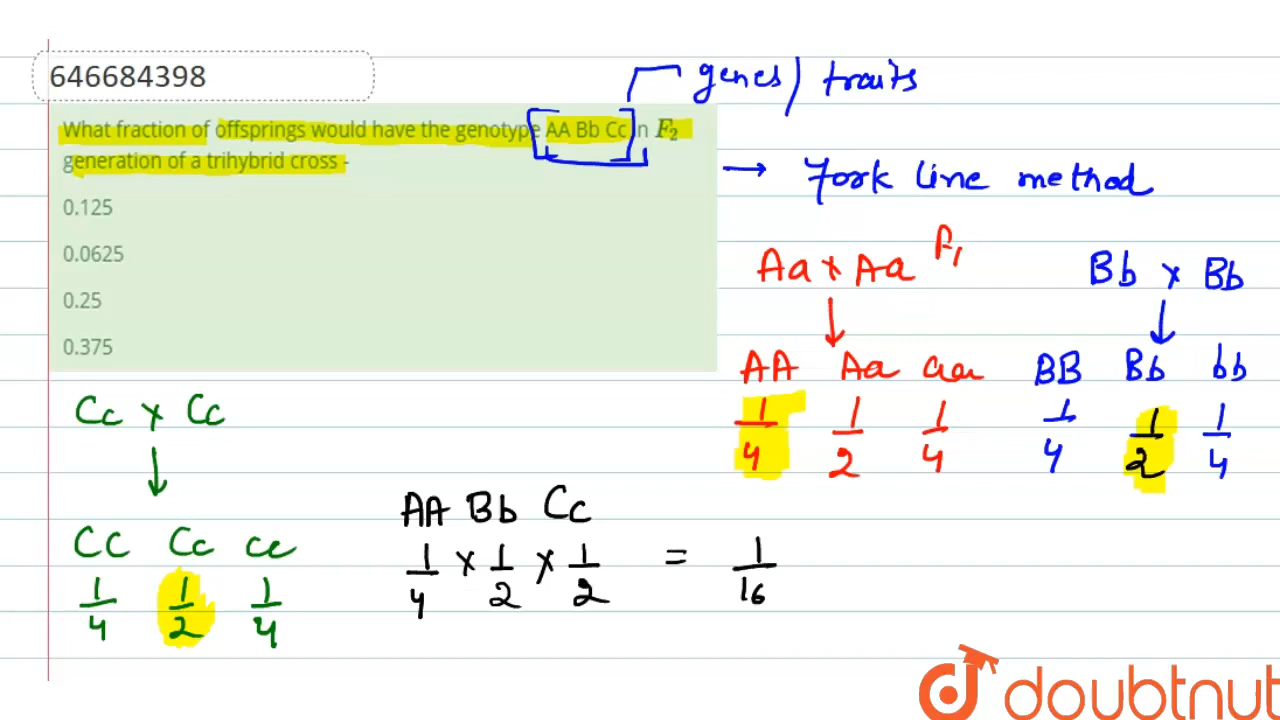 646684398
genes/ traits
What fraction of offsprings would have the genotype AA Bb Cc in F₂
generation of a trihybrid cross -
→ Fork line method
0.125
0.0625
0.25
0.375
Aa x Aa F₁
↓
AA Aa aa
1/4 1/2 1/4
Bb x Bb
↓
BB Bb bb
1/4 1/2 1/4
Cc x Cc
↓
CC Cc cc
1/4 1/2 1/4
AA Bb Cc
1/4 x 1/2 x 1/2 = 1/16
doubtnut